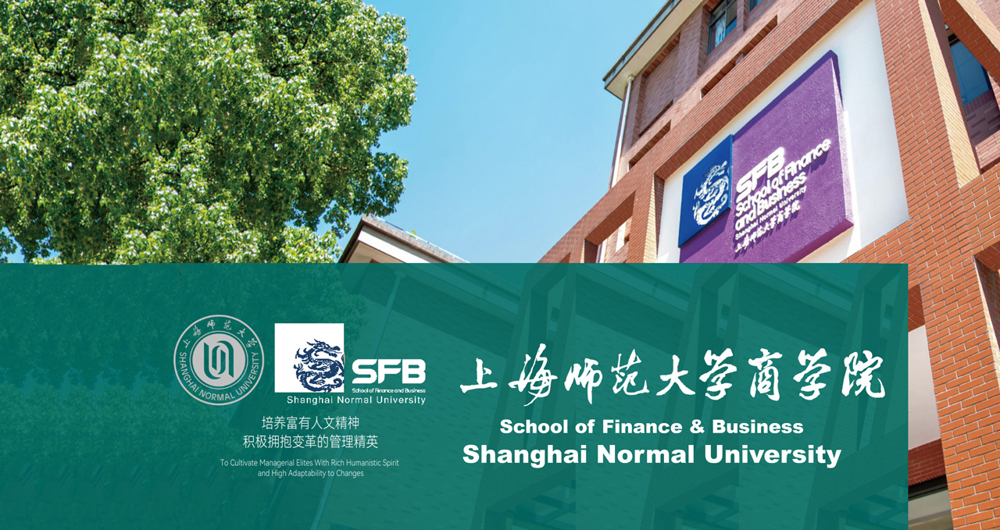 SFB
School of Finance
and Business
Shanghai Normal University
上海师范大学商学院
上海师范大学
SHANGHAI NORMAL UNIVERSITY
SFB
School of Finance and Business
Shanghai Normal University
培养富有人文精神
积极拥抱变革的管理精英
To Cultivate Managerial Elites With Rich Humanistic Spirit
and High Adaptability to Changes
上海师范大学商学院
School of Finance & Business
Shanghai Normal University